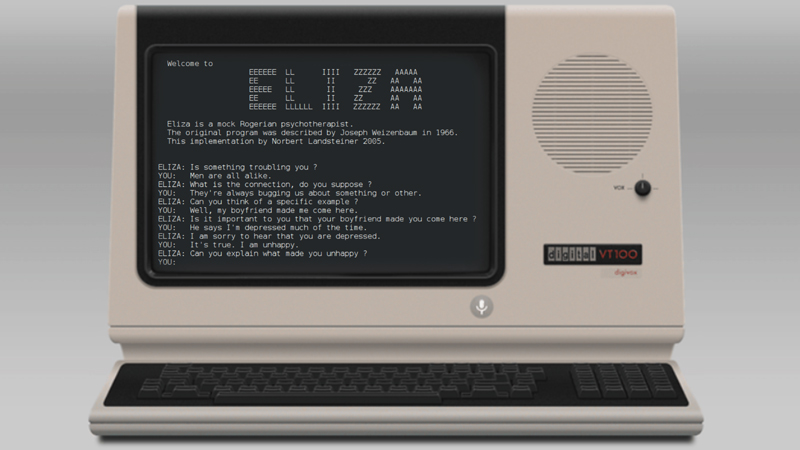 Welcome to
EEEEEE LL IIII ZZZZZZ AAAAA
EE LL II ZZ AA AA
EEEEE LL II ZZZ AAAAAAA
EE LL II ZZ AA AA
EEEEEE LLLLLL IIII ZZZZZZ AA AA
Eliza is a mock Rogerian psychotherapist.
The original program was described by Joseph Weizenbaum in 1966.
This implementation by Norbert Landsteiner 2005.
ELIZA: Is something troubling you ?
YOU: Men are all alike.
ELIZA: What is the connection, do you suppose ?
YOU: They're always bugging us about something or other.
ELIZA: Can you think of a specific example ?
YOU: Well, my boyfriend made me come here.
ELIZA: Is it important to you that your boyfriend made you come here ?
YOU: He says I'm depressed much of the time.
ELIZA: I am sorry to hear that you are depressed.
YOU: It's true. I am unhappy.
ELIZA: Can you explain what made you unhappy ?
YOU:
VOX
digital VT100
digivox